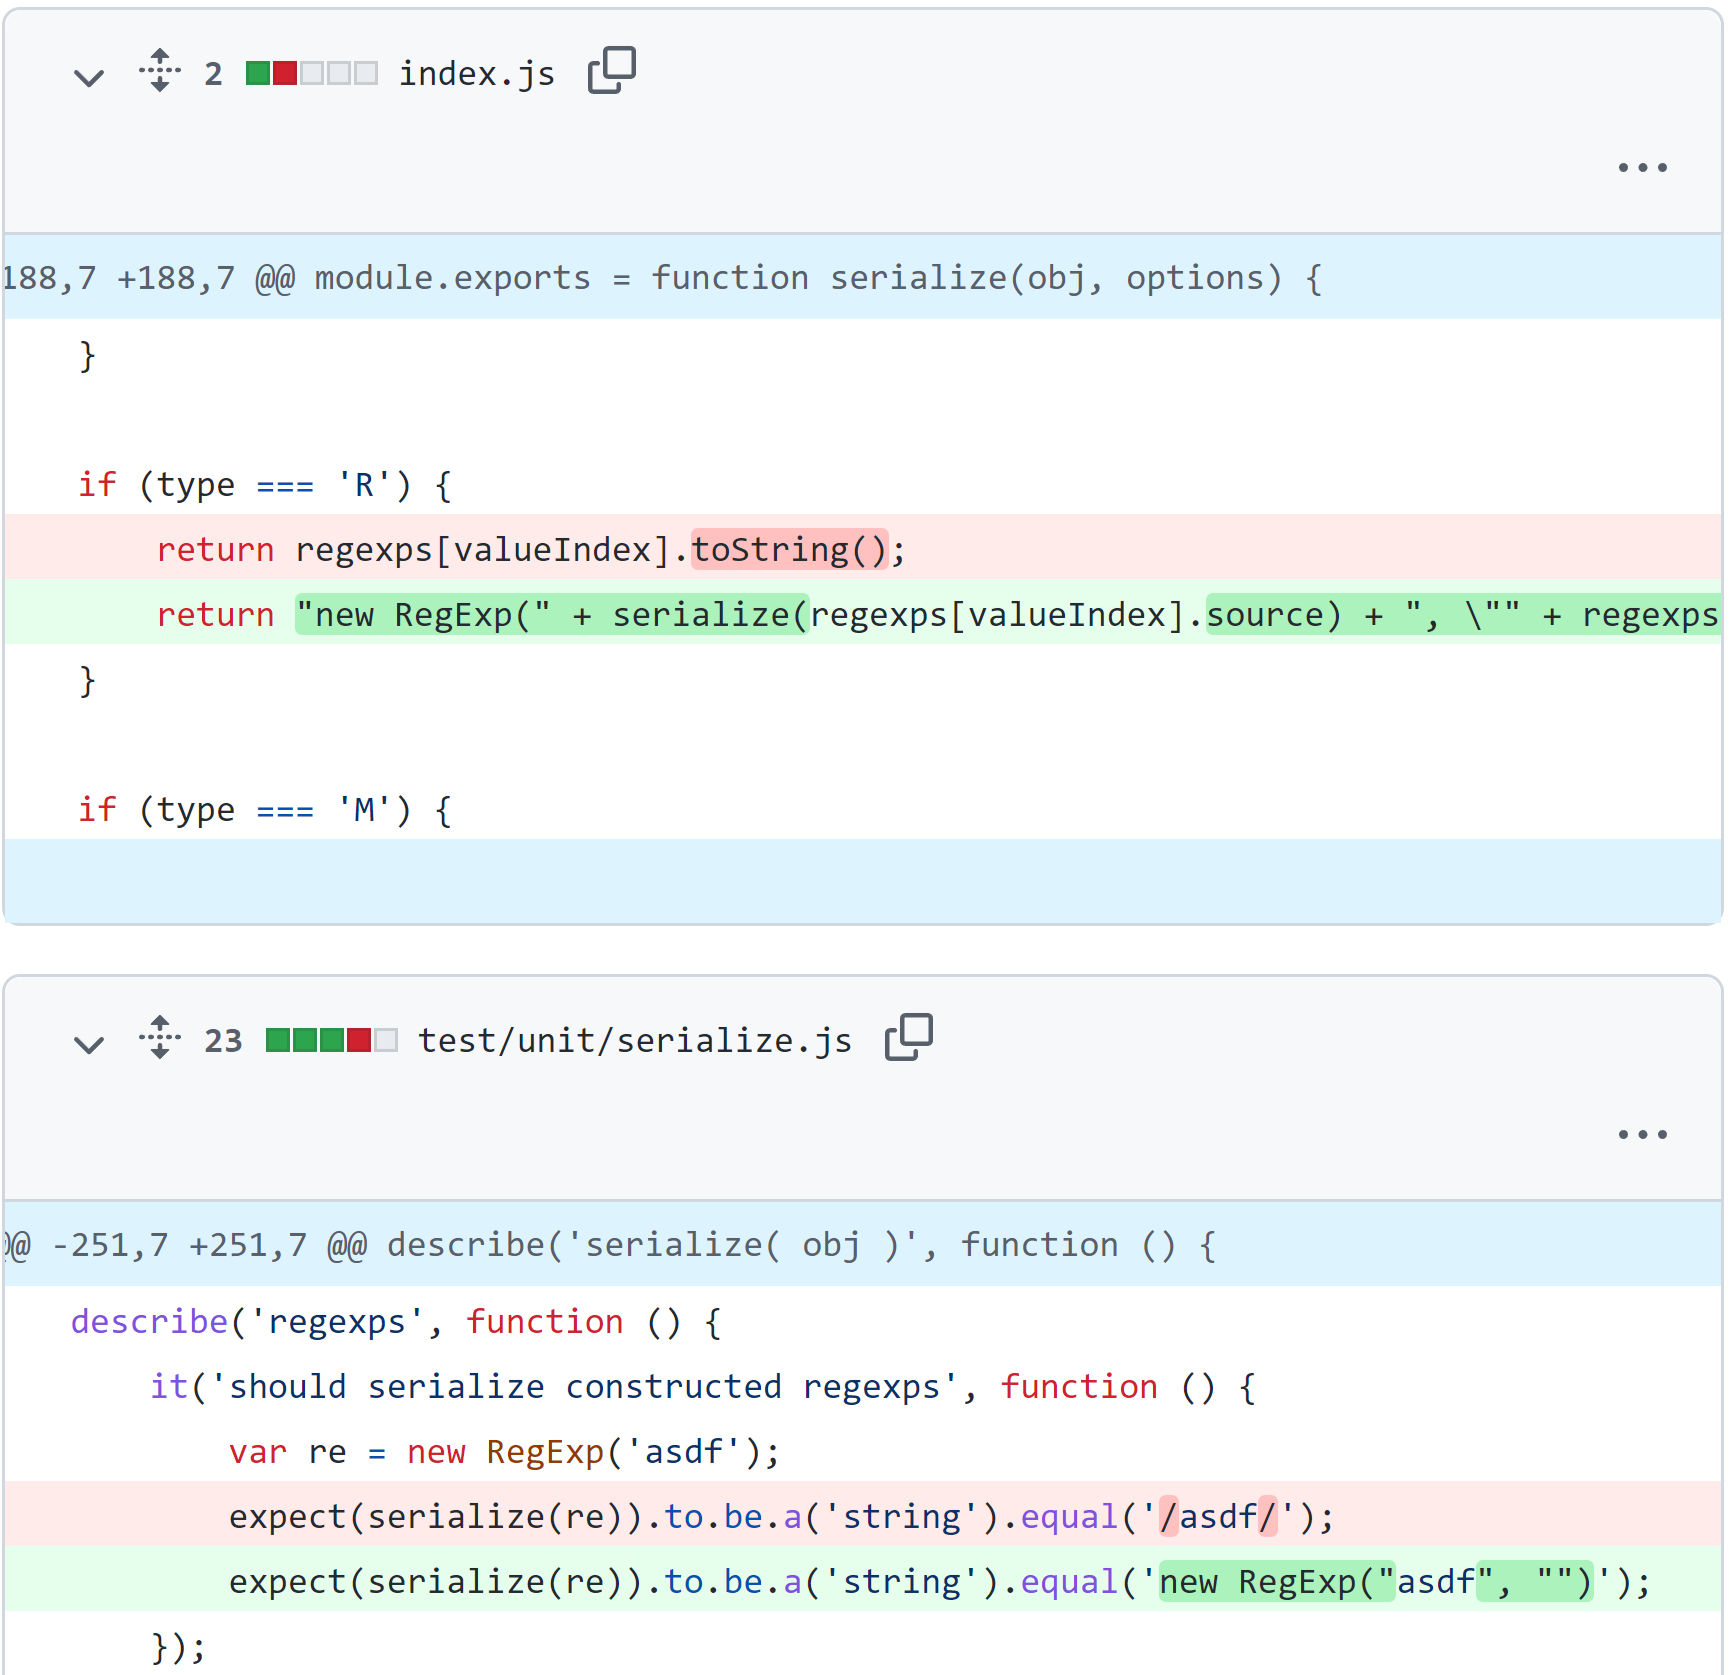 2 index.js
188,7 +188,7 @@ module.exports = function serialize(obj, options) {
}
if (type === 'R') {
return regexps[valueIndex].toString();
return "new RegExp(" + serialize(regexps[valueIndex].source) + ", \"" + regexps
}
if (type === 'M') {
23 test/unit/serialize.js
@@ -251,7 +251,7 @@ describe('serialize( obj )', function () {
describe('regexps', function () {
it('should serialize constructed regexps', function () {
var re = new RegExp('asdf');
expect(serialize(re)).to.be.a('string').equal('/asdf/');
expect(serialize(re)).to.be.a('string').equal('new RegExp("asdf", "")');
});